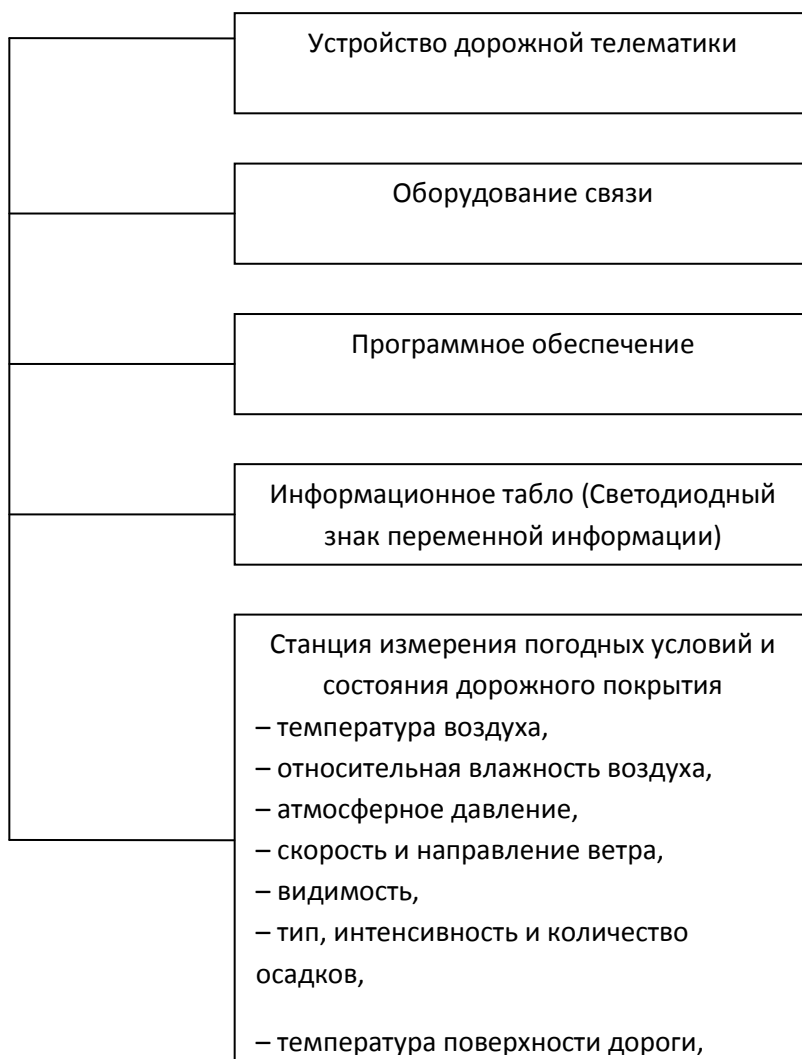 Устройство дорожной телематики
Оборудование связи
Программное обеспечение
Информационное табло (Светодиодный
знак переменной информации)
Станция измерения погодных условий и
состояния дорожного покрытия
– температура воздуха,
– относительная влажность воздуха,
– атмосферное давление,
– скорость и направление ветра,
– видимость,
– тип, интенсивность и количество
осадков,
– температура поверхности дороги,